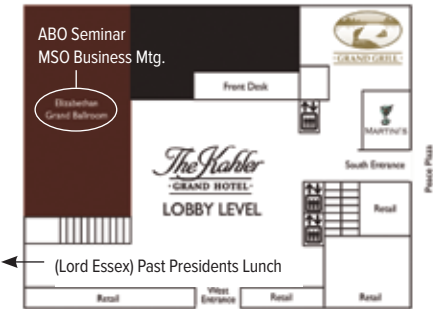 ABO Seminar
MSO Business Mtg.
Elizabethan
Grand Ballroom
Front Desk
GRAND GRILL
MARTINI'S
The Kahler
· GRAND HOTEL ·
LOBBY LEVEL
South Entrance
Peace Plaza
Retail
(Lord Essex) Past Presidents Lunch
Retail
West
Entrance
Retail
Retail